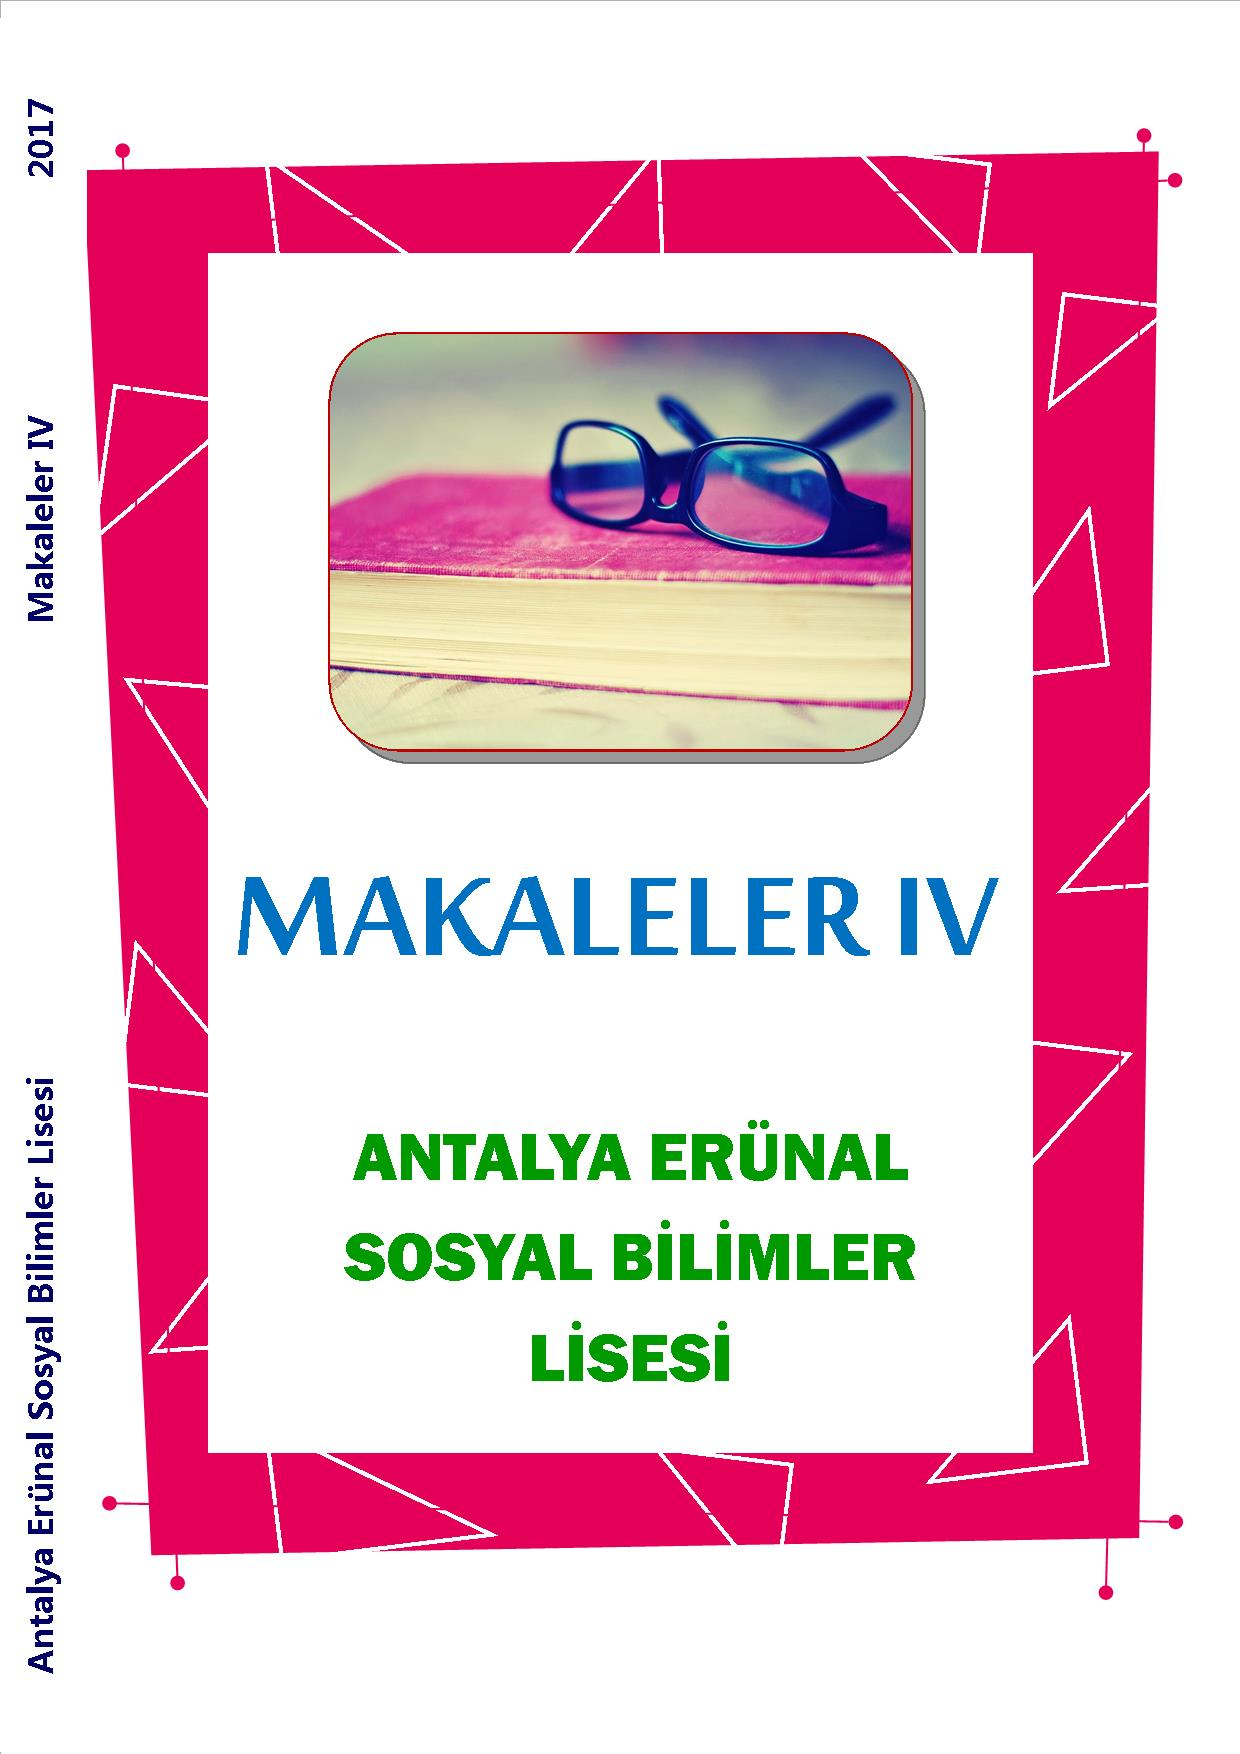 MAKALELER IV
ANTALYA ERÜNAL
SOSYAL BİLİMLER
LİSESİ
Antalya Erünal Sosyal Bilimler Lisesi Makaleler IV 2017